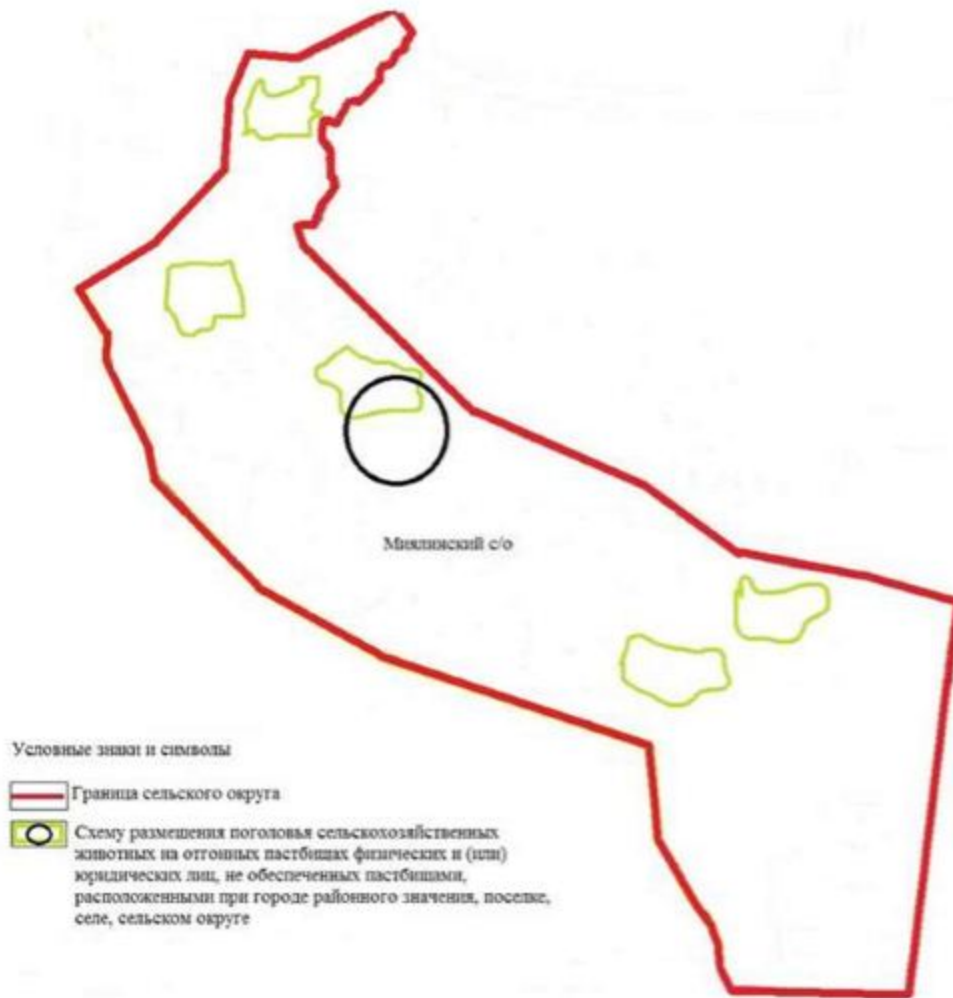 Миялинский с/о
Условные знаки и символы
Граница сельского округа
Схему размещения поголовья сельскохозяйственных
животных на отгонных пастбищах физических и (или)
юридических лиц, не обеспеченных пастбищами,
расположенными при городе районного значения, поселке,
селе, сельском округе